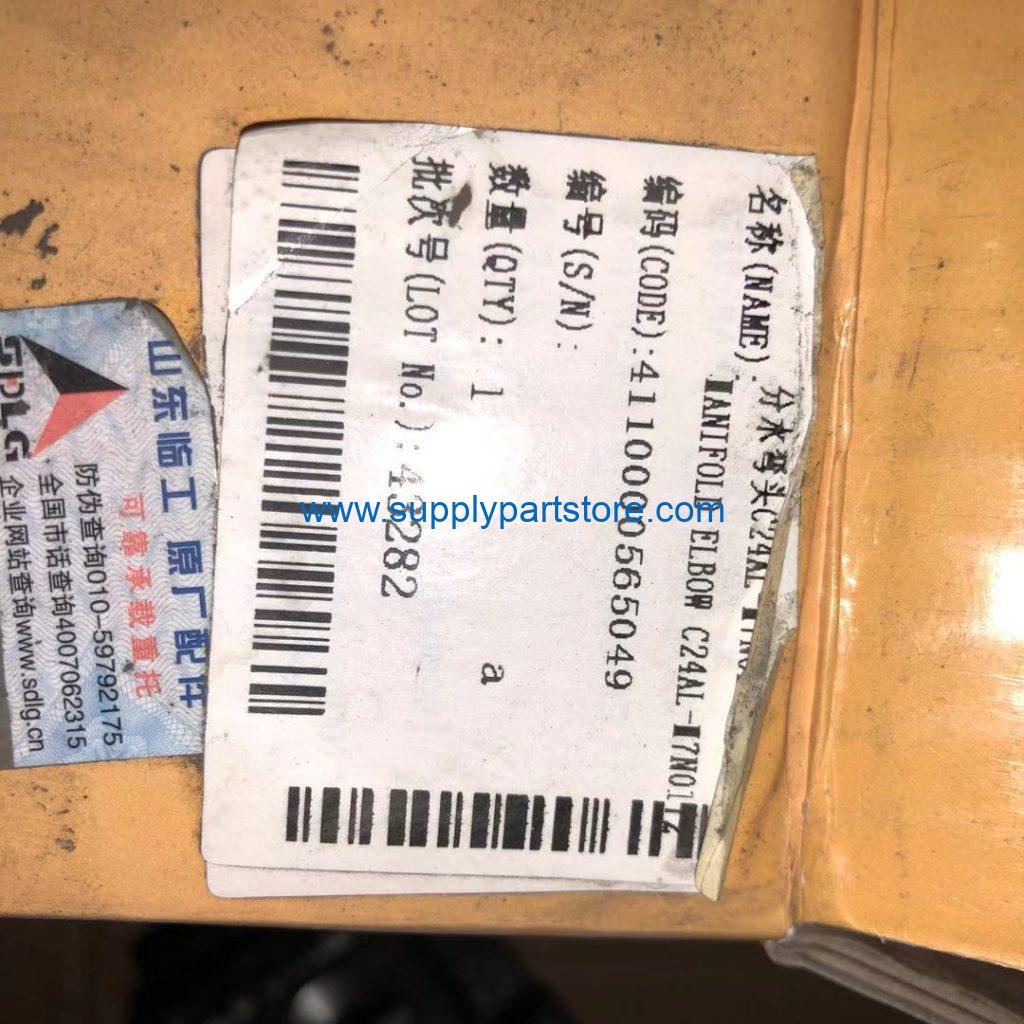 名称(NAME): 分水弯头C24AL-
MANIFOLD ELBOW C24AL-M7N01
编码(CODE):4110000565049
编号(S/N):
数量(QTY): 1 a
批次号(LOT No.):43282
www.supplypartstore.com
SDLG
山东临工 原厂配件
可靠承载重托
防伪查询010-59792175
全国市话查询4007062315
企业网站查询www.sdlg.cn